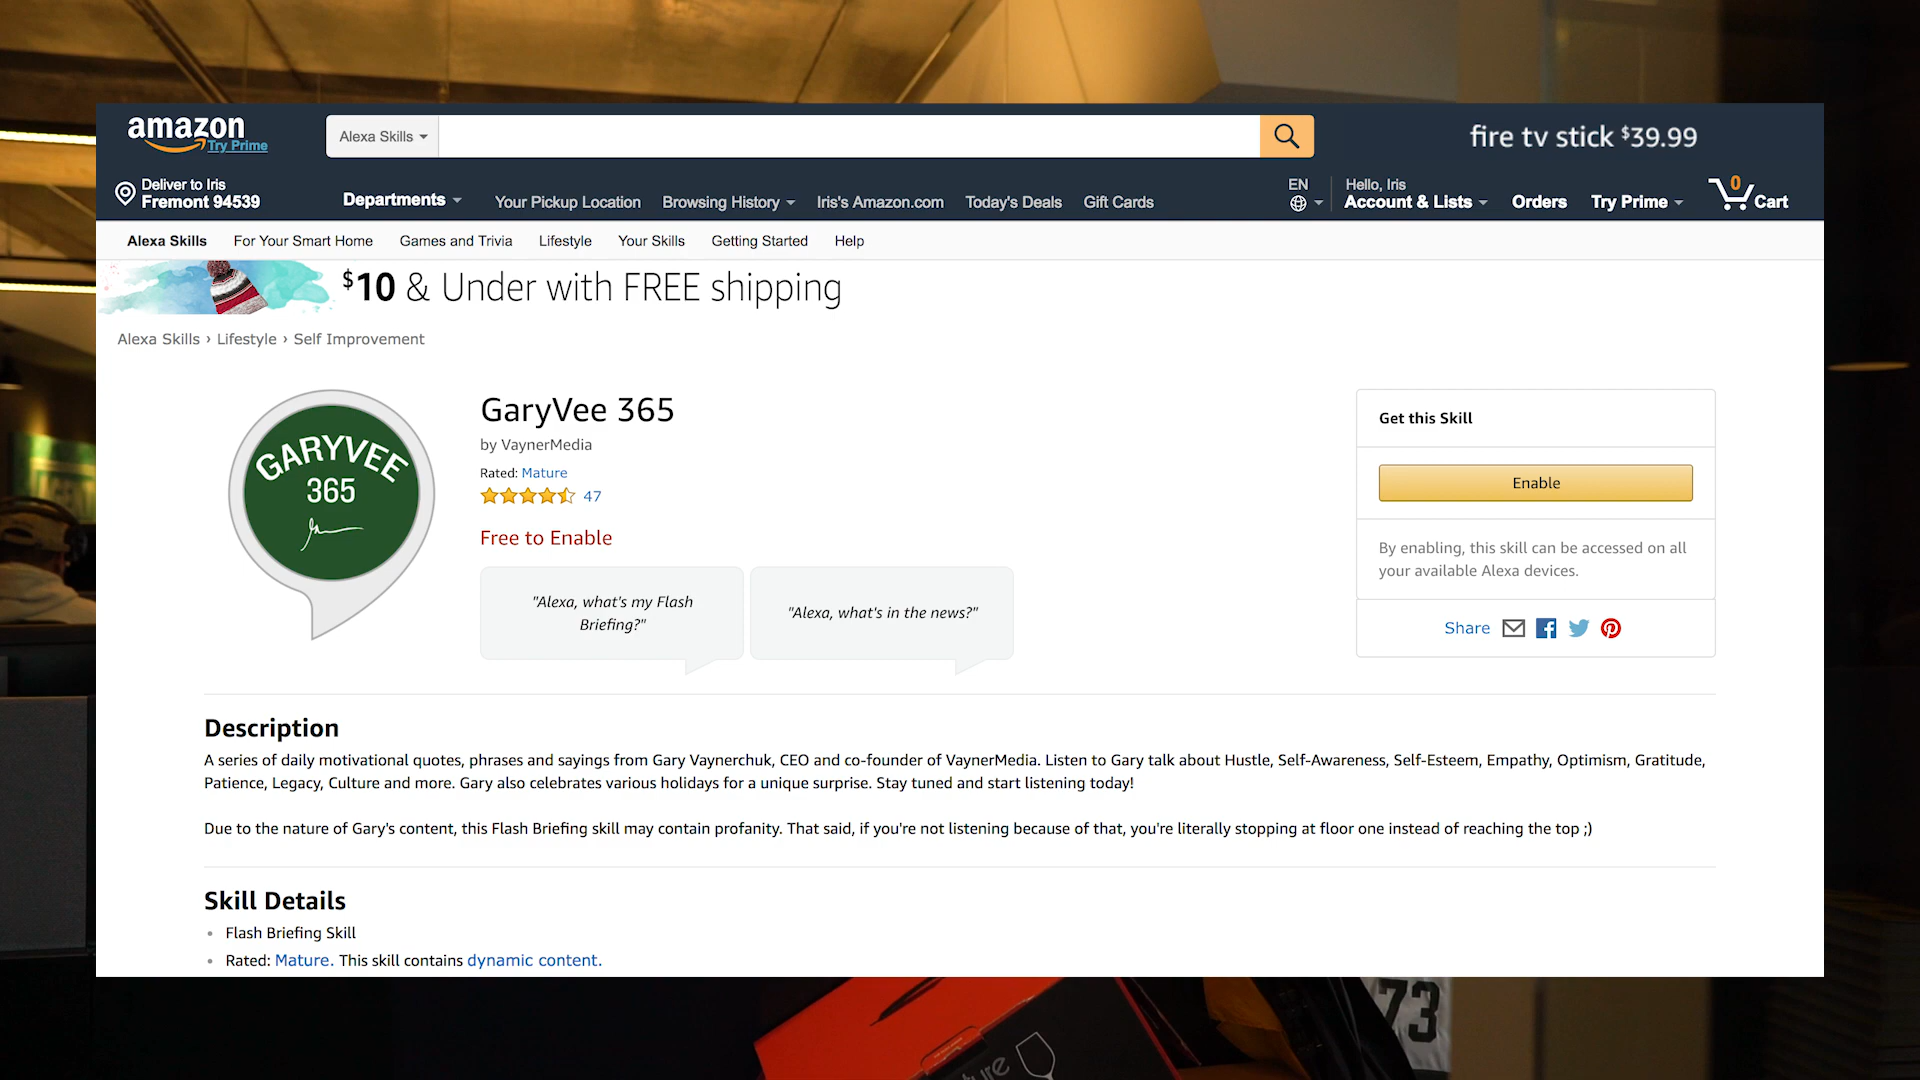 amazon
Try Prime
Alexa Skills
fire tv stick $39.99
Deliver to Iris
Fremont 94539
Departments
Your Pickup Location
Browsing History
Iris's Amazon.com
Today's Deals
Gift Cards
EN
Hello, Iris
Account & Lists
Orders
Try Prime
0
Cart
Alexa Skills
For Your Smart Home
Games and Trivia
Lifestyle
Your Skills
Getting Started
Help
$10 & Under with FREE shipping
Alexa Skills › Lifestyle › Self Improvement
GARYVEE
365
GaryVee 365
by VaynerMedia
Rated: Mature
47
Free to Enable
"Alexa, what's my Flash
Briefing?"
"Alexa, what's in the news?"
Get this Skill
Enable
By enabling, this skill can be accessed on all
your available Alexa devices.
Share
Description
A series of daily motivational quotes, phrases and sayings from Gary Vaynerchuk, CEO and co-founder of VaynerMedia. Listen to Gary talk about Hustle, Self-Awareness, Self-Esteem, Empathy, Optimism, Gratitude,
Patience, Legacy, Culture and more. Gary also celebrates various holidays for a unique surprise. Stay tuned and start listening today!
Due to the nature of Gary's content, this Flash Briefing skill may contain profanity. That said, if you're not listening because of that, you're literally stopping at floor one instead of reaching the top ;)
Skill Details
Flash Briefing Skill
Rated: Mature. This skill contains dynamic content.
73